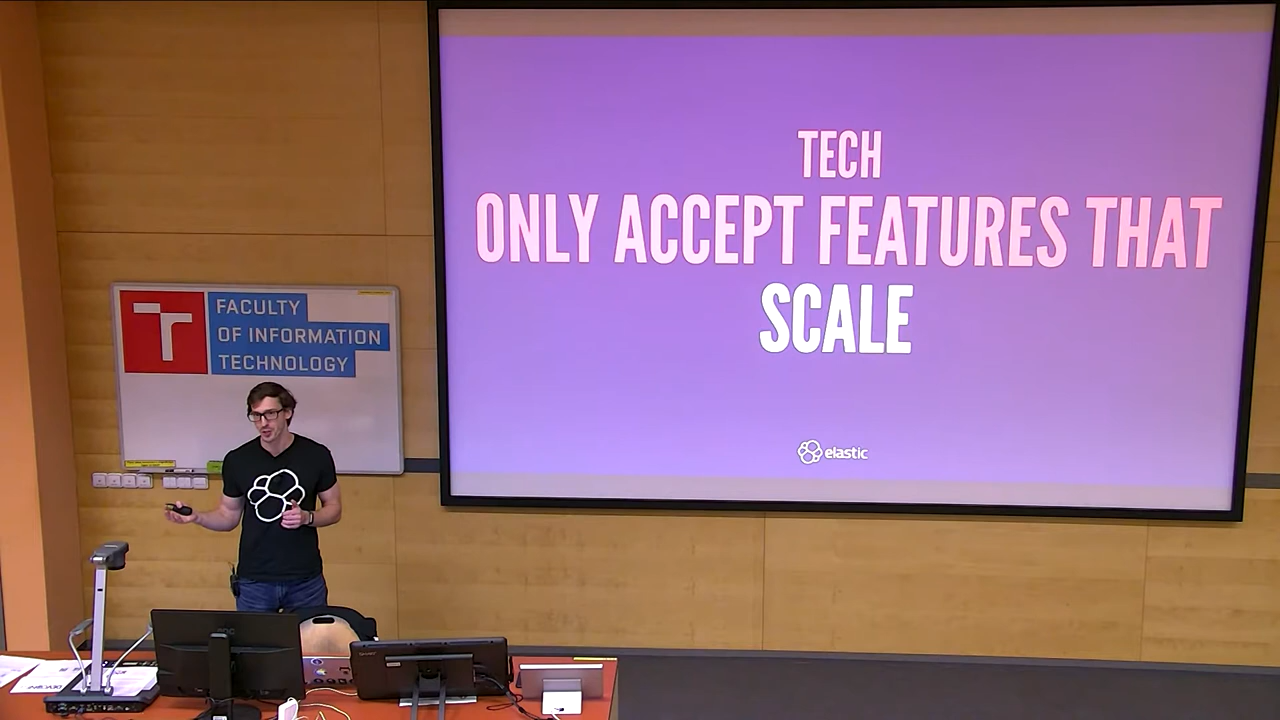 TECH
ONLY ACCEPT FEATURES THAT
SCALE
elastic
FACULTY
OF INFORMATION
TECHNOLOGY